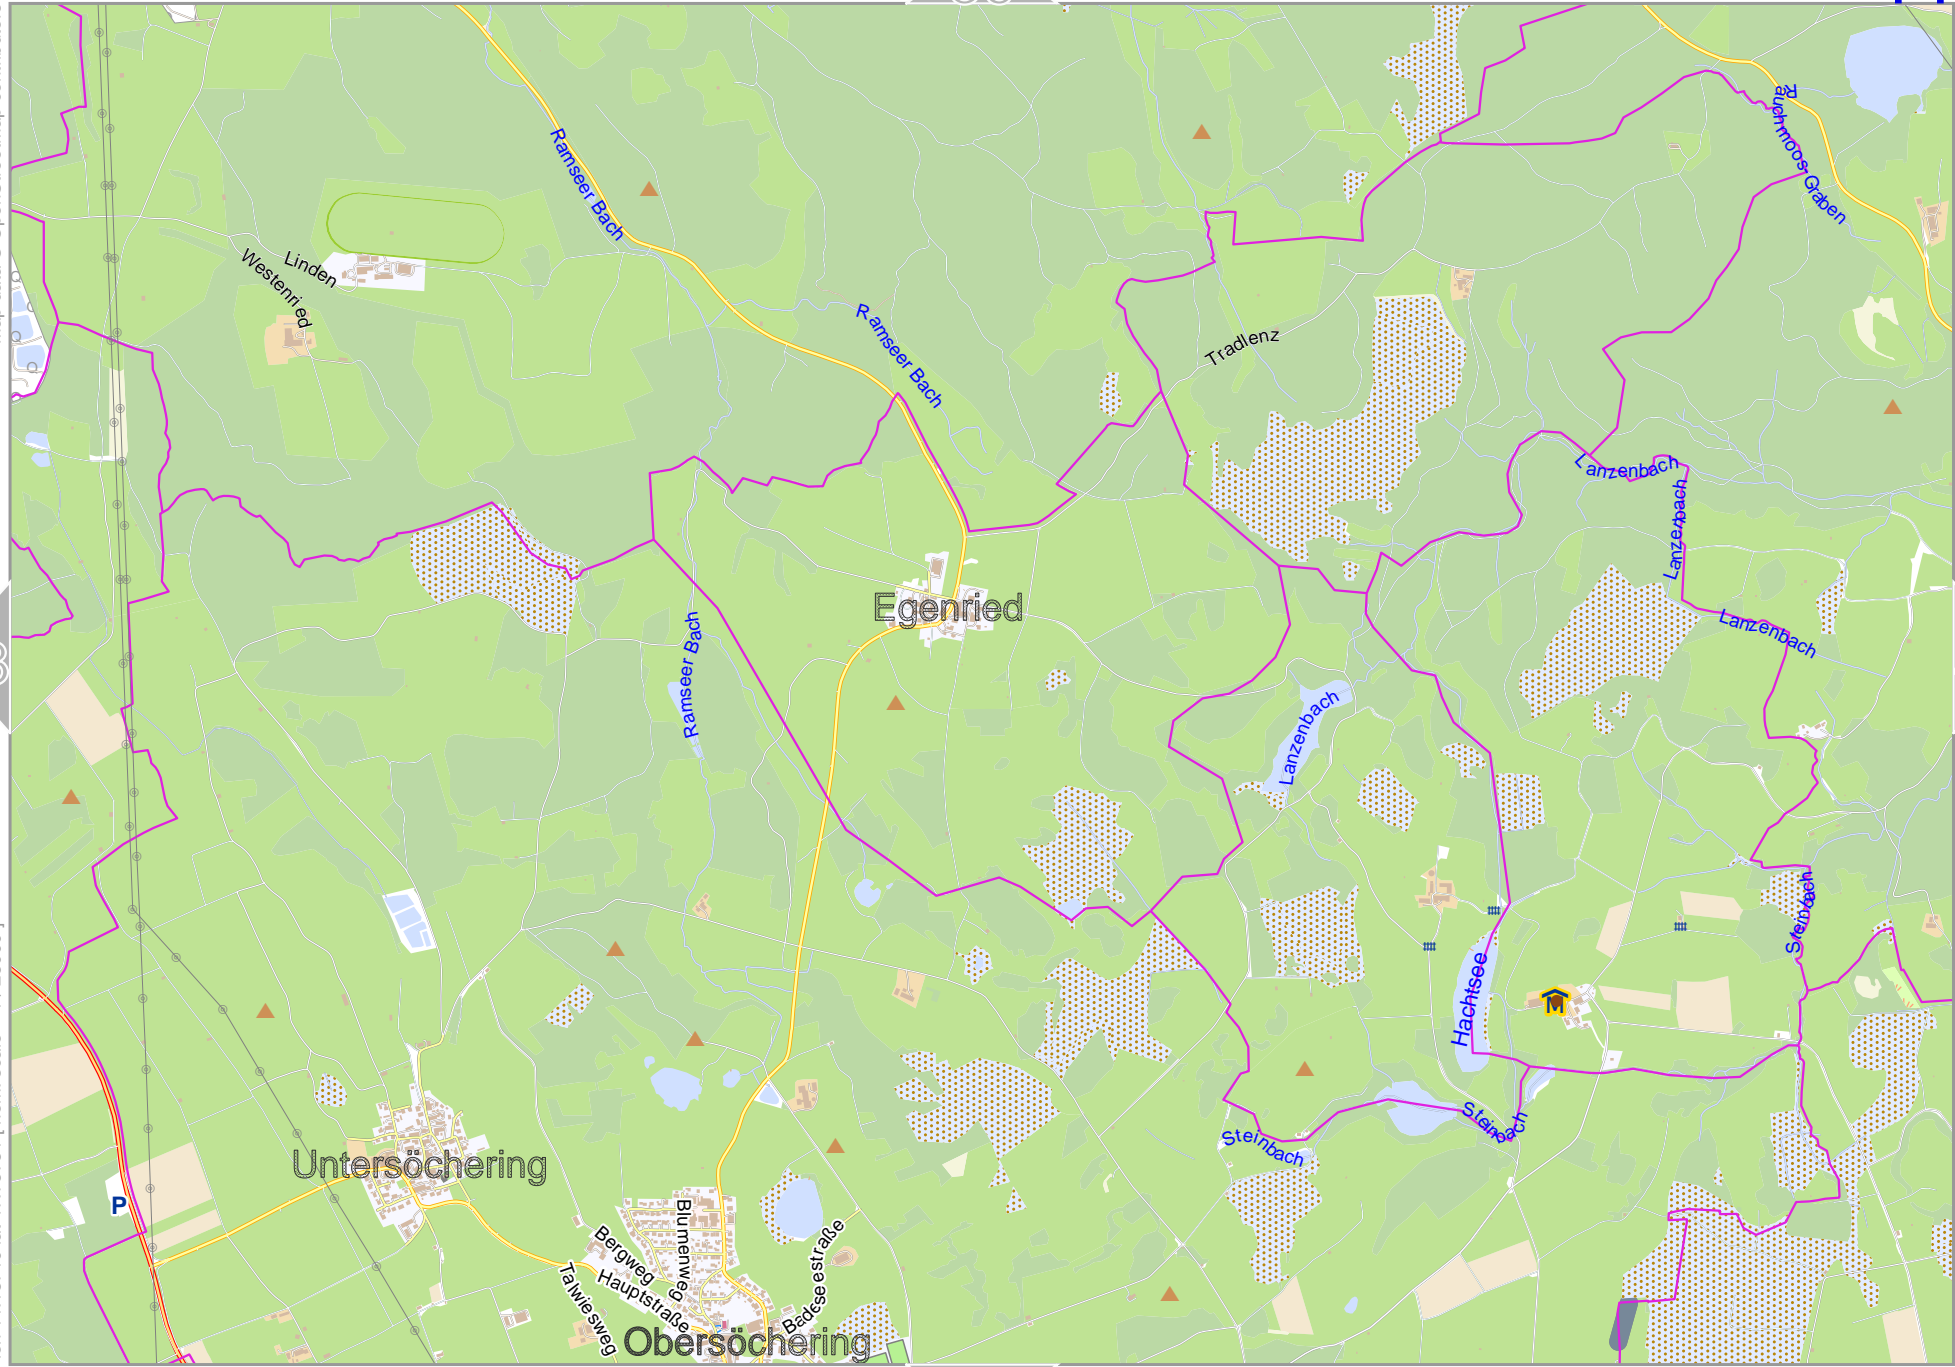 Rauchmoos-Graben
Ramseer Bach
Linden
Westenried
Ramseer Bach
Tradlenz
Lanzenbach
Lanzenbach
Egenried
Lanzenbach
Ramseer Bach
Lanzenbach
Steinbach
Hachtsee
M
Steinbach
Steinbach
Untersöchering
P
Blumenweg
Bergweg
Badeseestraße
Hauptstraße
Talwiesweg
Obersöchering